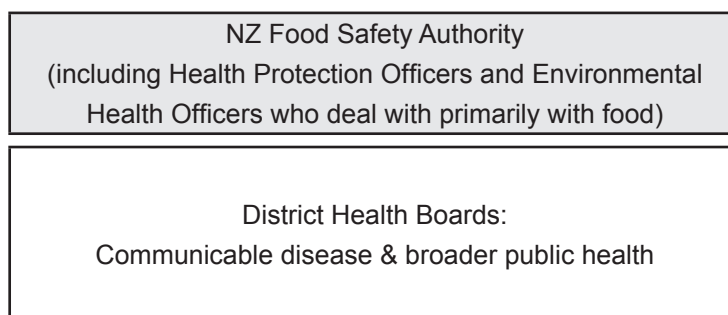 NZ Food Safety Authority
(including Health Protection Officers and Environmental
Health Officers who deal with primarily with food)
District Health Boards:
Communicable disease & broader public health